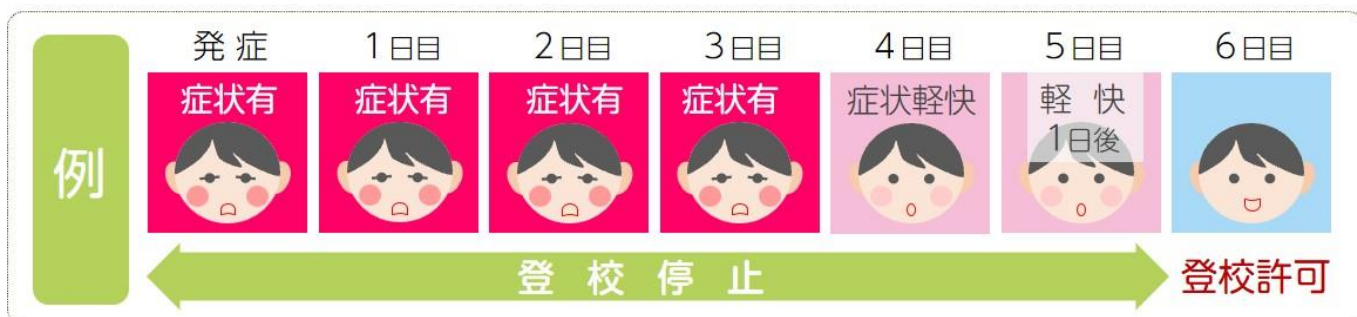 例
発症 1日目 2日目 3日目 4日目 5日目 6日目
症状有 症状有 症状有 症状有 症状軽快 軽快
1日後
登校停止 登校許可